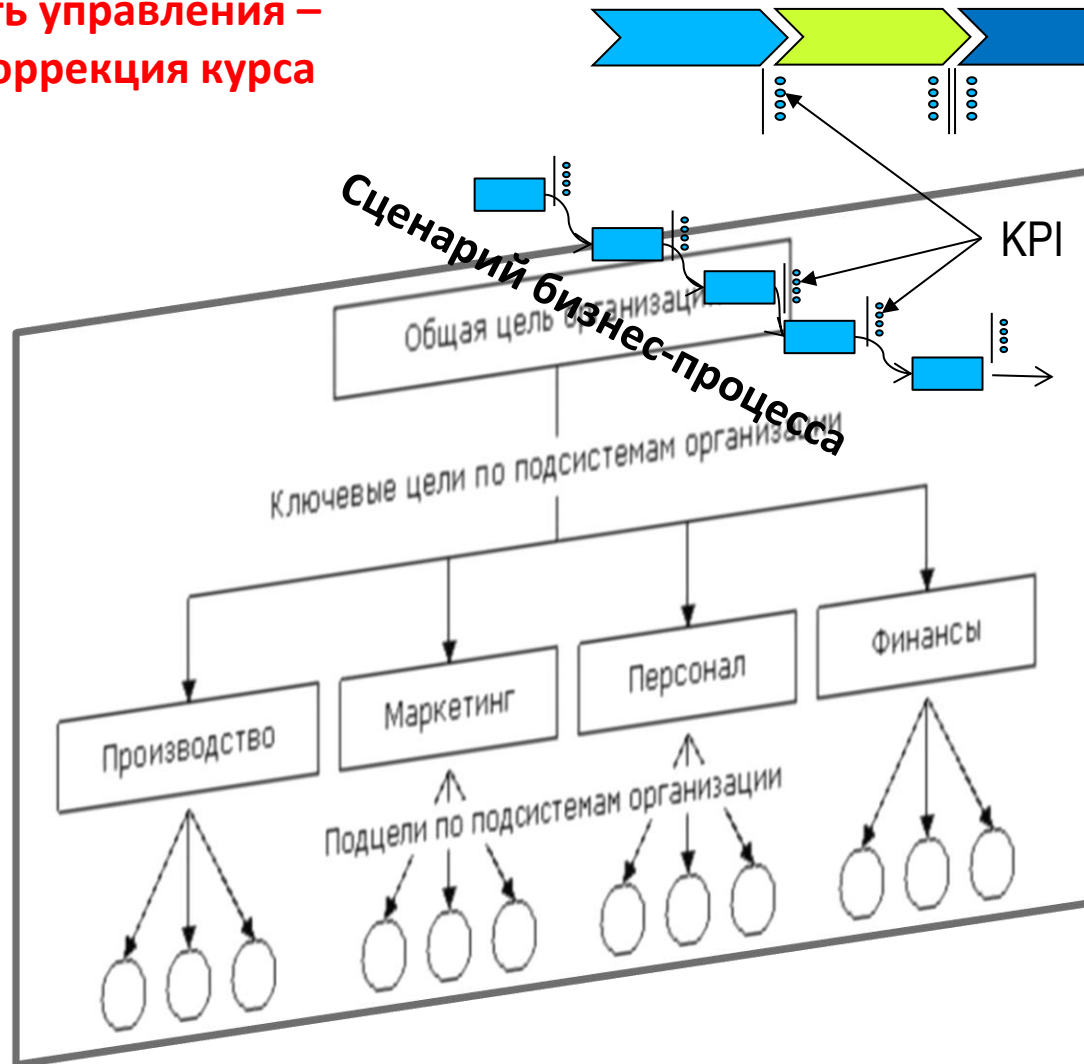 ть управления –
оррекция курса
KPI
Сценарий бизнес-процесса
Общая цель организации
Ключевые цели по подсистемам организации
Финансы
Персонал
Маркетинг
Производство
Подцели по подсистемам организации